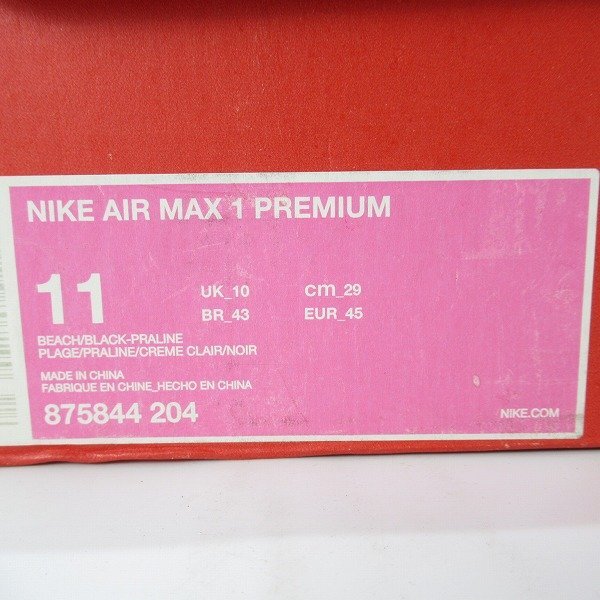 NIKE AIR MAX 1 PREMIUM
11 UK_10 cm_29
BR_43 EUR_45
BEACH/BLACK-PRALINE
PLAGE/PRALINE/CREME CLAIR/NOIR
MADE IN CHINA
FABRIQUE EN CHINE_HECHO EN CHINA
875844 204 NIKE.COM